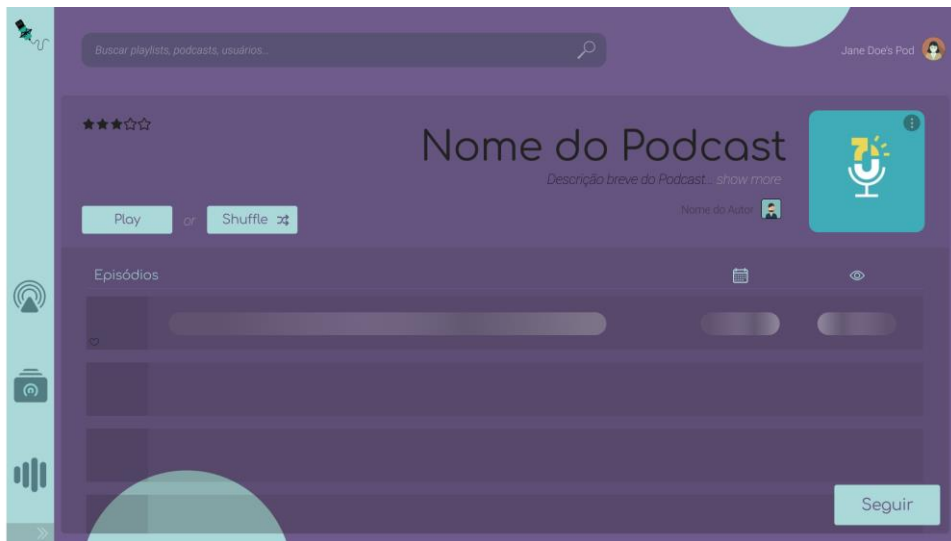 Buscar playlists, podcasts, usuários...
Jane Doe's Pod
Nome do Podcast
Descrição breve do Podcast... show more
Nome do Autor
Play or Shuffle
Episódios
Seguir